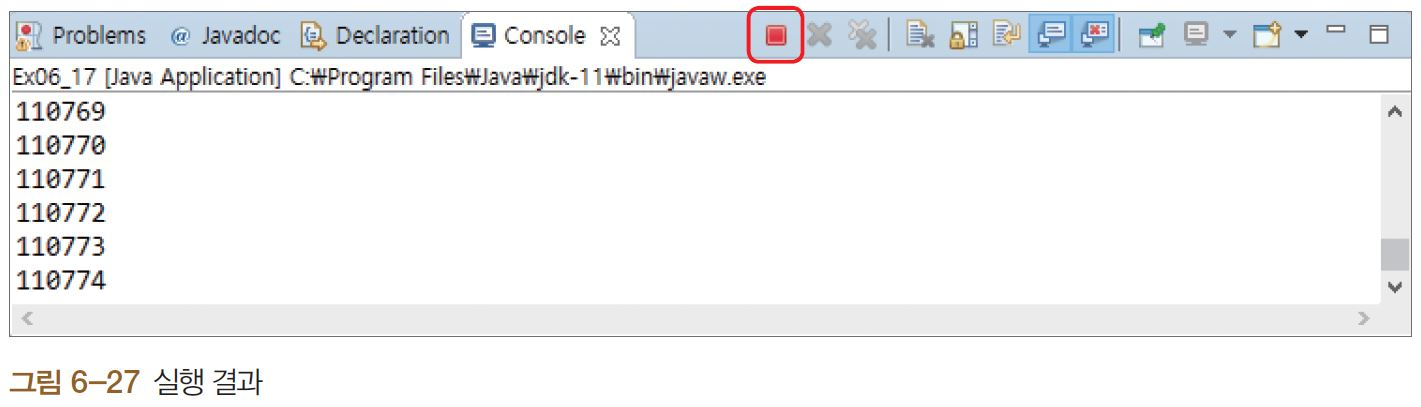 Problems @ Javadoc Declaration Console
Ex06_17 [Java Application] C:₩Program Files₩Java₩jdk-11₩bin₩javaw.exe
110769
110770
110771
110772
110773
110774
그림 6-27 실행 결과